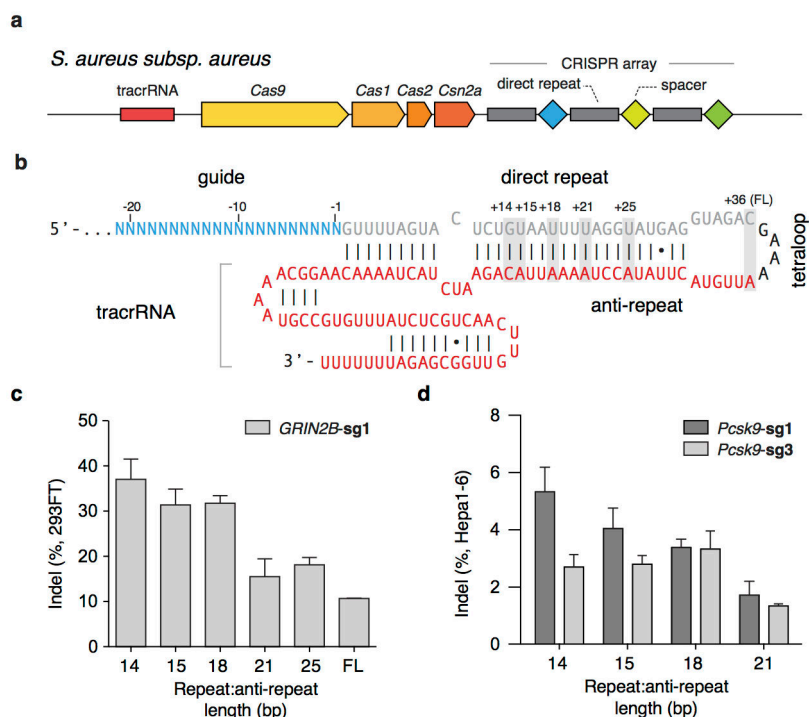 a
S. aureus subsp. aureus
CRISPR array
tracrRNA
Cas9
Cas1
Cas2
Csn2a
direct repeat
spacer
b
guide
direct repeat
-20
-10
-1
+14
+15
+18
+21
+25
+36 (FL)
5'-...NNNNNNNNNNNNNNNNNNNNNGUUUUAGUA
C
UCUGUAAUUUUAGGUAUGAG
GUAGAC
G
A
A
A
tetraloop
ACGGAACAAAAUCAU
CUA
AGACAUUAAAAUCCAUAUUC
AUGUUA
A
A
A
anti-repeat
tracrRNA
UGCCGUGUUUAUCUCGUCAA
C
U
U
G
3'-
UUUUUUUAGAGCGGUUG
c
50
40
30
20
10
0
Indel (%, 293FT)
GRIN2B-sg1
14 15 18 21 25 FL
Repeat:anti-repeat
length (bp)
d
8
6
4
2
0
Indel (%, Hepa1-6)
Pcsk9-sg1
Pcsk9-sg3
14 15 18 21
Repeat:anti-repeat
length (bp)